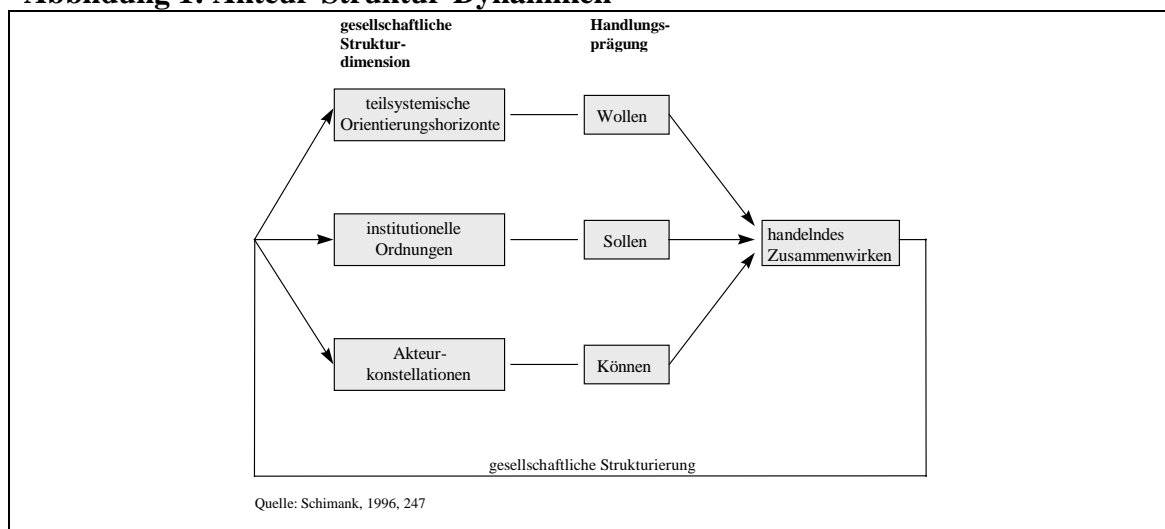 Abbildung 1: Akteur-Struktur-Dynamiken
gesellschaftliche
Struktur-
dimension
Handlungs-
prägung
teilsystemische
Orientierungshorizonte
Wollen
institutionelle
Ordnungen
Sollen
handelndes
Zusammenwirken
Akteur-
konstellationen
Können
gesellschaftliche Strukturierung
Quelle: Schimank, 1996, 247